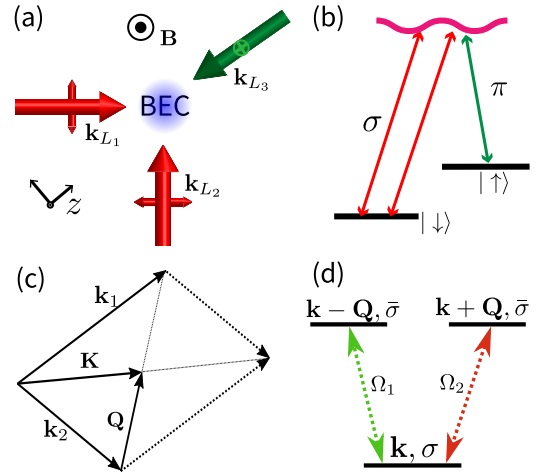 (a)
B
k_{L_3}
BEC
k_{L_1}
k_{L_2}
z
(b)
σ
π
| ↑⟩
| ↓⟩
(c)
k_1
K
k_2
Q
(d)
k − Q, σ̄
k + Q, σ̄
Ω_1
Ω_2
k, σ